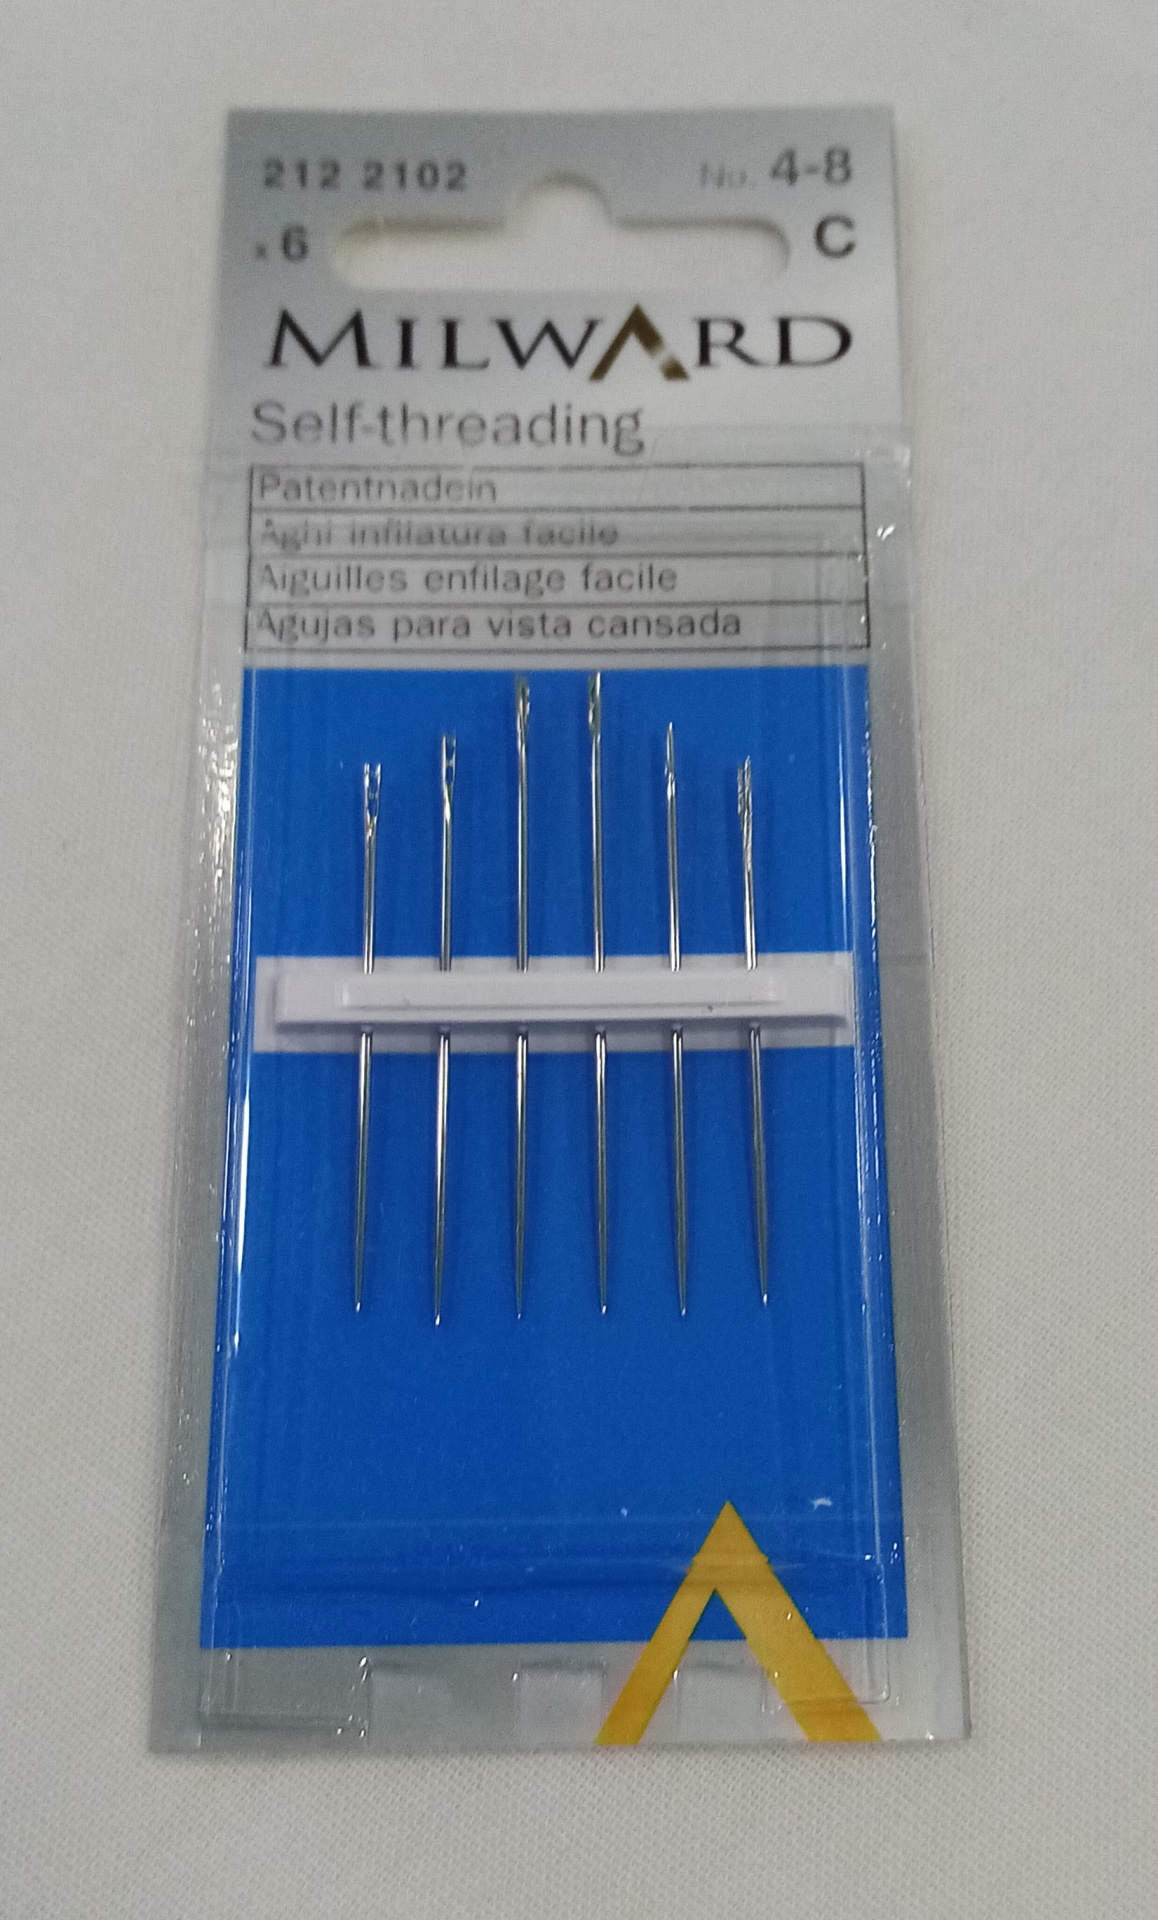 212 2102 No. 4-8
x 6 C
MILWARD
Self-threading
Patentnadeln
Aghi infilatura facile
Aiguilles enfilage facile
Agujas para vista cansada